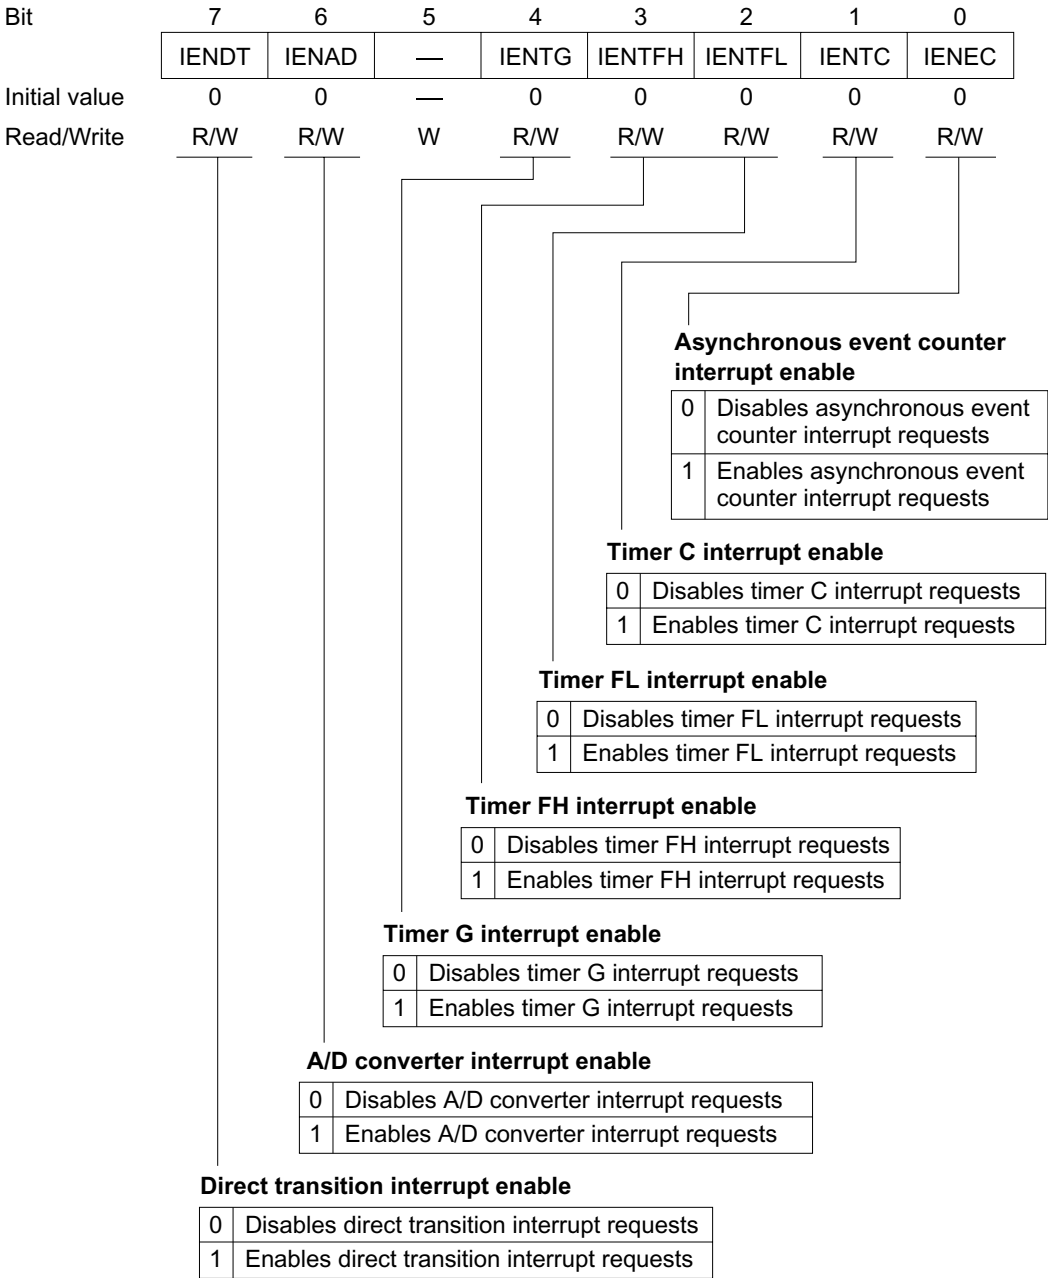 Bit 7 6 5 4 3 2 1 0
IENDT IENAD — IENTG IENTFH IENTFL IENTC IENEC
Initial value 0 0 — 0 0 0 0 0
Read/Write R/W R/W W R/W R/W R/W R/W R/W
Asynchronous event counter
interrupt enable
0 Disables asynchronous event
counter interrupt requests
1 Enables asynchronous event
counter interrupt requests
Timer C interrupt enable
0 Disables timer C interrupt requests
1 Enables timer C interrupt requests
Timer FL interrupt enable
0 Disables timer FL interrupt requests
1 Enables timer FL interrupt requests
Timer FH interrupt enable
0 Disables timer FH interrupt requests
1 Enables timer FH interrupt requests
Timer G interrupt enable
0 Disables timer G interrupt requests
1 Enables timer G interrupt requests
A/D converter interrupt enable
0 Disables A/D converter interrupt requests
1 Enables A/D converter interrupt requests
Direct transition interrupt enable
0 Disables direct transition interrupt requests
1 Enables direct transition interrupt requests